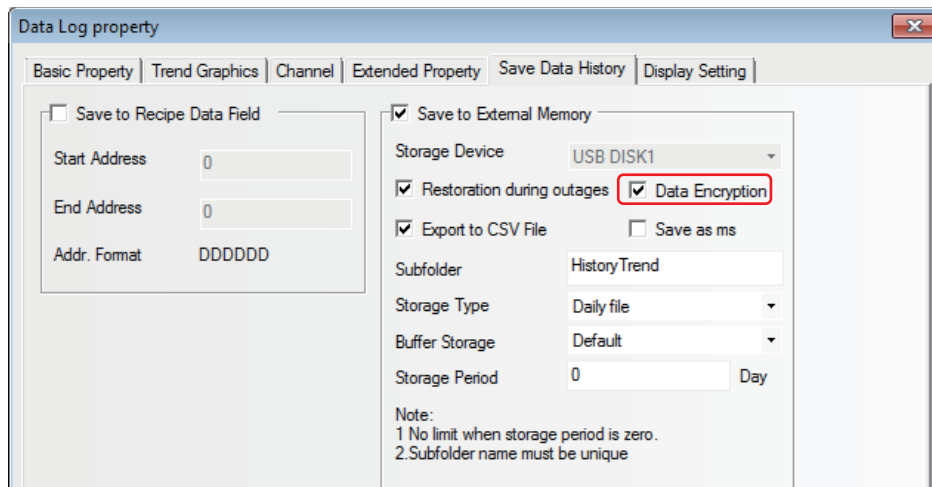 Data Log property
Basic Property Trend Graphics Channel Extended Property Save Data History Display Setting
Save to Recipe Data Field
Start Address 0
End Address 0
Addr. Format DDDDDD
Save to External Memory
Storage Device USB DISK1
Restoration during outages Data Encryption
Export to CSV File Save as ms
Subfolder HistoryTrend
Storage Type Daily file
Buffer Storage Default
Storage Period 0 Day
Note:
1 No limit when storage period is zero.
2.Subfolder name must be unique